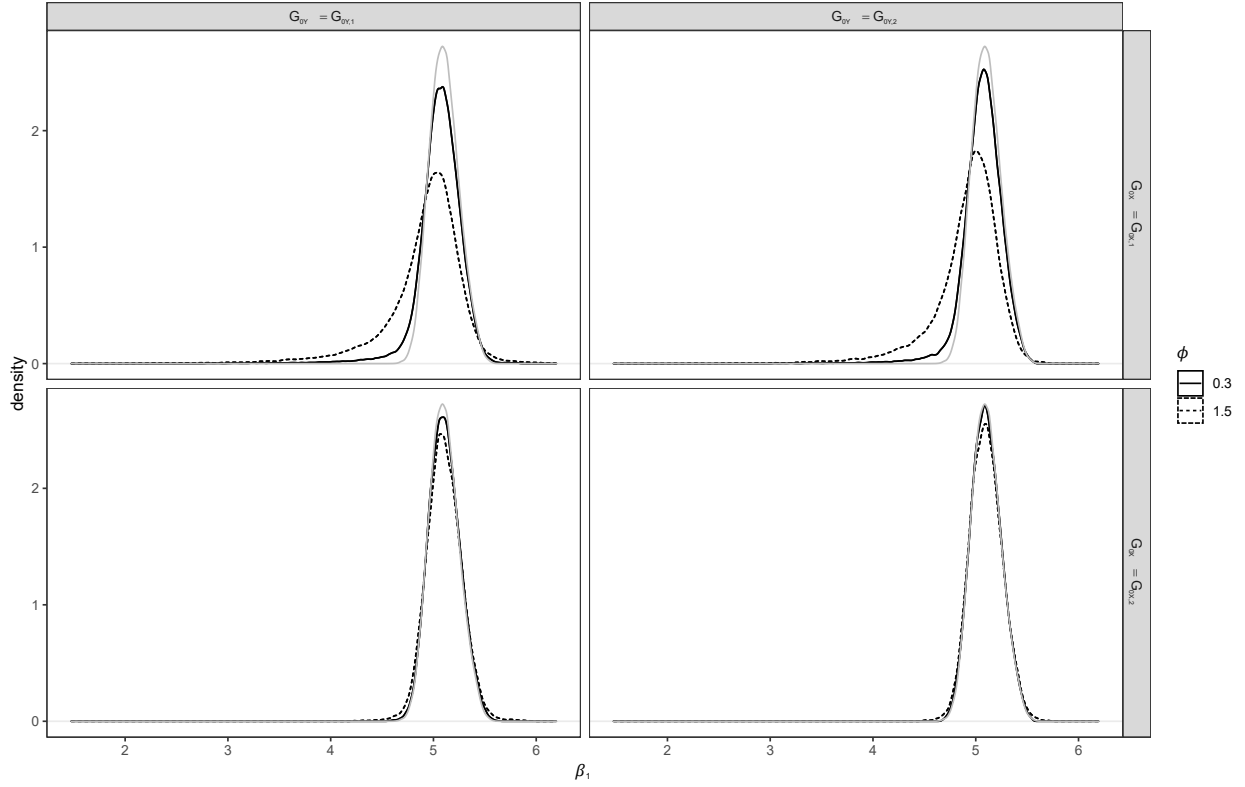 G₀Y = G₀Y,₁
G₀Y = G₀Y,₂
G₀X = G₀X,₁
G₀X = G₀X,₂
density
2
1
0
2
1
0
2 3 4 5 6
2 3 4 5 6
β₁
ϕ
0.3
1.5